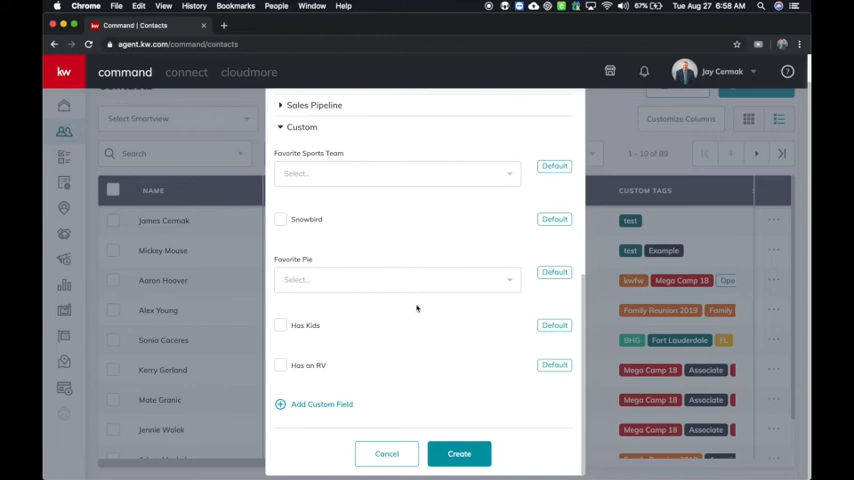 Chrome File Edit View History Bookmarks People Window Help
67% Tue Aug 27 6:58 AM
Command | Contacts
agent.kw.com/command/contacts
kw command connect cloudmore
Jay Cermak
Select Smartview
Customize Columns
Search
1 - 10 of 89
NAME
CUSTOM TAGS
James Cermak
test
Mickey Mouse
test Example
Aaron Hoover
kwfw Mega Camp 18 Ope
Alex Young
Family Reunion 2019 Family
Sonia Caceres
BHG Fort Lauderdale FL
Kerry Gerland
Mega Camp 18 Associate
Mate Granic
Mega Camp 18 Associate
Jennie Wolek
Mega Camp 18 Associate
Sales Pipeline
Custom
Favorite Sports Team
Select...
Default
Snowbird
Default
Favorite Pie
Select...
Default
Has Kids
Default
Has an RV
Default
Add Custom Field
Cancel
Create